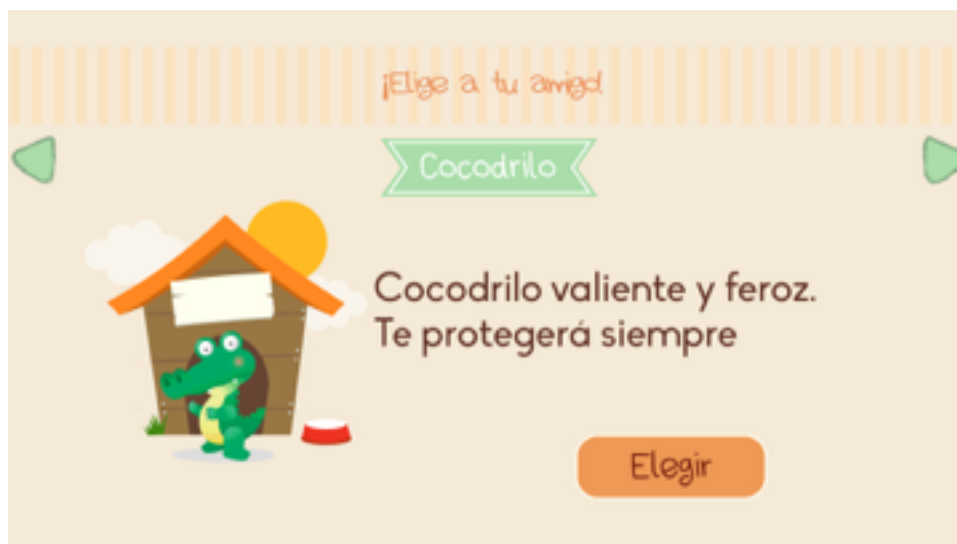 ¡Elige a tu amigo!
Cocodrilo
Cocodrilo valiente y feroz.
Te protegerá siempre
Elegir